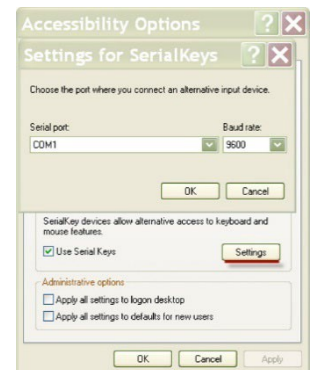 Accessibility Options
Settings for SerialKeys
Choose the port where you connect an alternative input device.
Serial port:
Baud rate:
COM1
9600
OK
Cancel
SerialKey devices allow alternative access to keyboard and
mouse features.
Use Serial Keys
Settings
Administrative options
Apply all settings to logon desktop
Apply all settings to defaults for new users
OK
Cancel
Apply